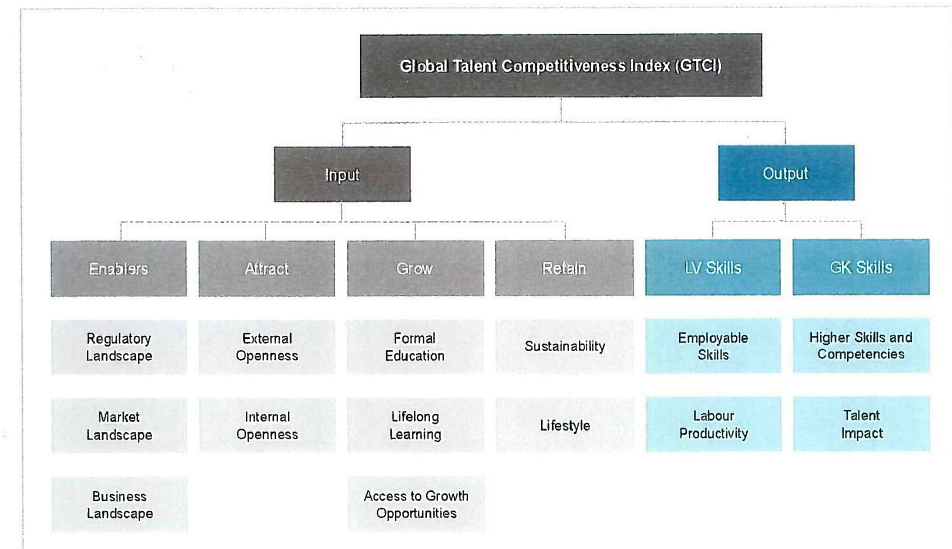 Global Talent Competitiveness Index (GTCI)
Input
Output
Enablers
Attract
Grow
Retain
LV Skills
GK Skills
Regulatory
Landscape
External
Openness
Formal
Education
Sustainability
Employable
Skills
Higher Skills and
Competencies
Market
Landscape
Internal
Openness
Lifelong
Learning
Lifestyle
Labour
Productivity
Talent
Impact
Business
Landscape
Access to Growth
Opportunities